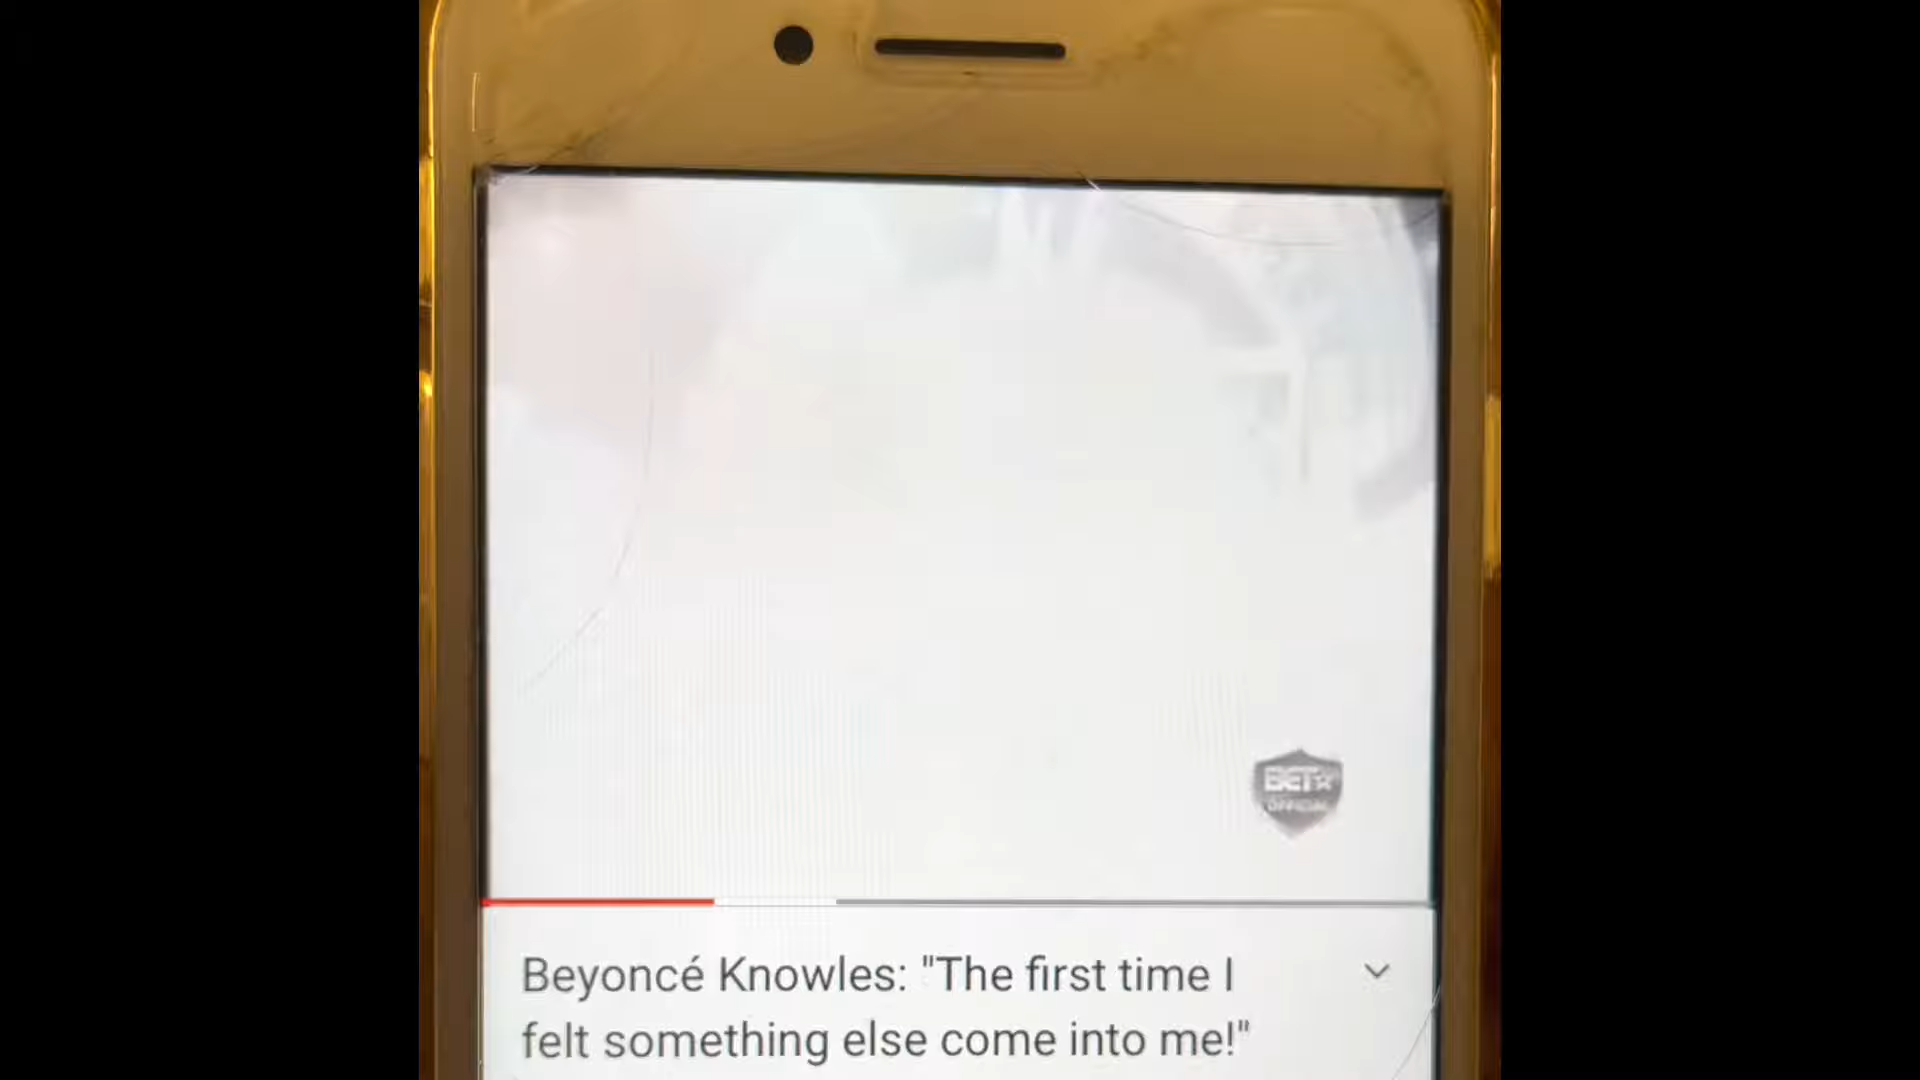 BET
OFFICIAL
Beyoncé Knowles: "The first time I
felt something else come into me!"